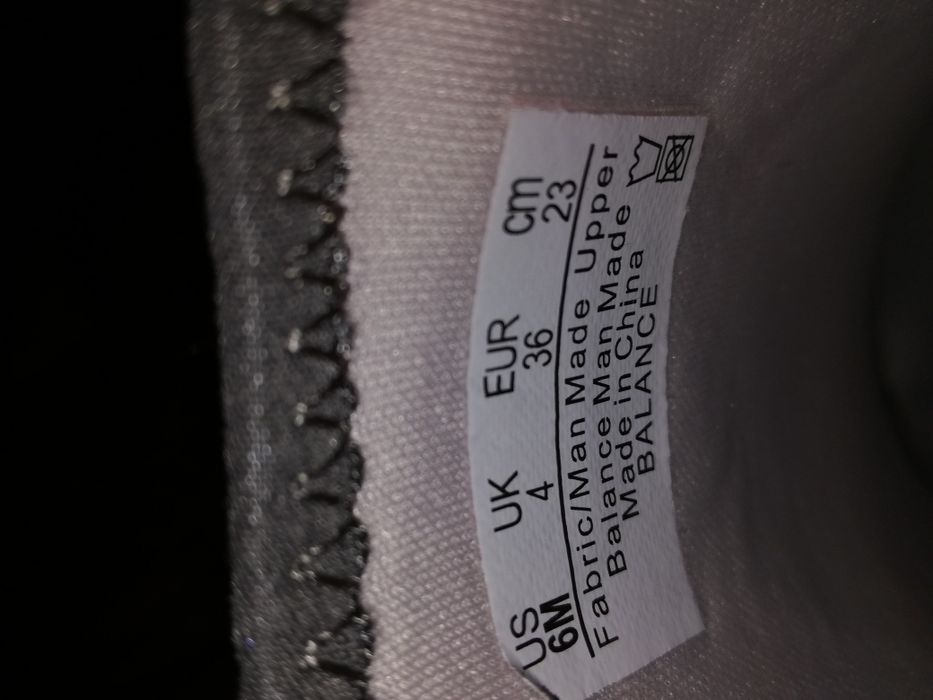 US UK EUR cm
6M 4 36 23
Fabric/Man Made Upper
Balance Man Made
Made in China
BALANCE